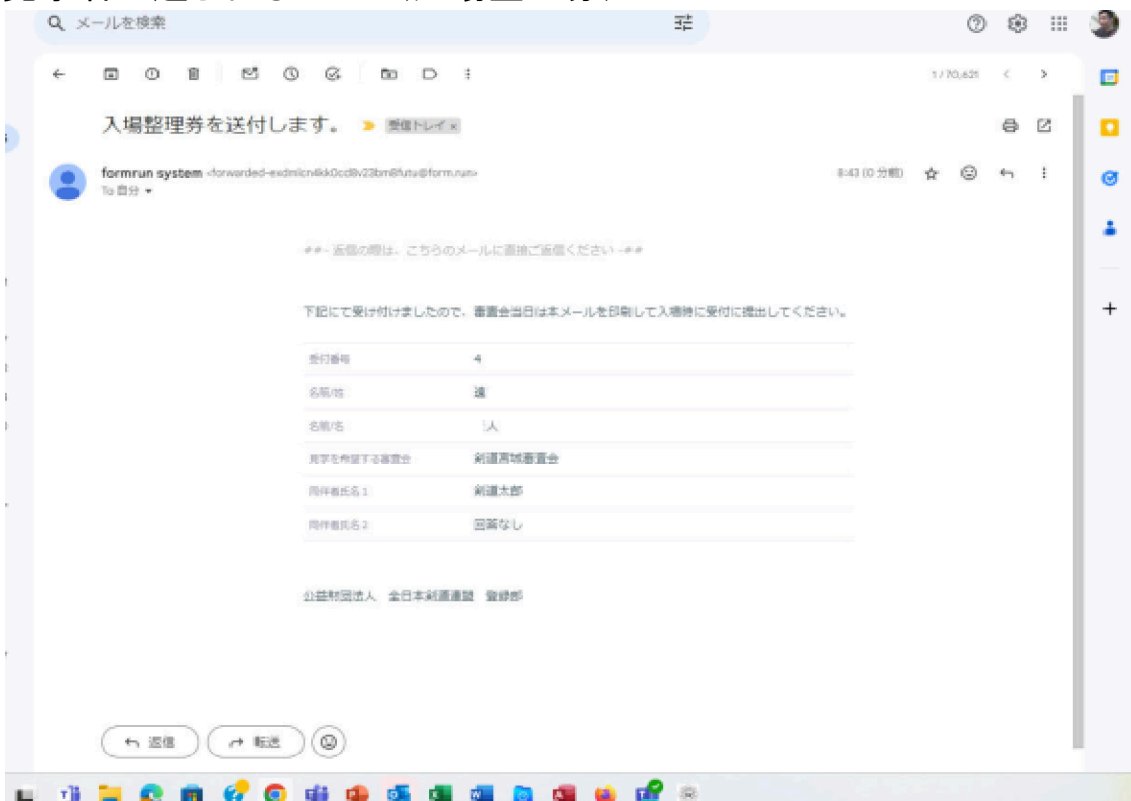 メールを検索
1 / 70,621
入場整理券を送付します。
受信トレイ ×
formrun system
8:43 (0 分前)
To 自分
##- 返信の際は、こちらのメールに直接ご返信ください -##
下記にて受け付けましたので、審査会当日は本メールを印刷して入場時に受付に提出してください。
受付番号 4
名前/姓
名前/名 人
見学を希望する審査会 剣道宮城審査会
同伴者氏名1 剣道太郎
同伴者氏名2 回答なし
公益財団法人 全日本剣道連盟 登録部
返信
転送